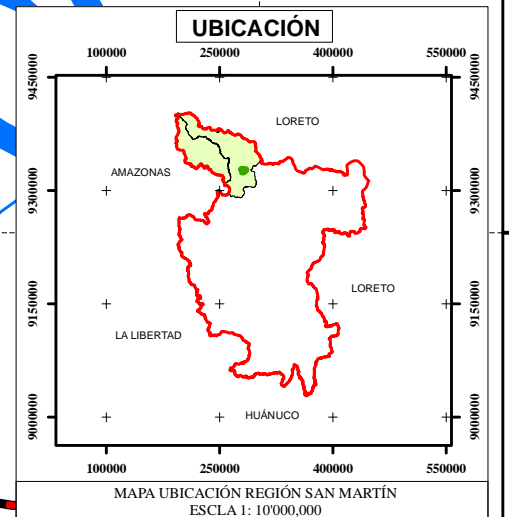 UBICACIÓN
100000 250000 400000 550000
9450000 9450000
LORETO
AMAZONAS
9300000 9300000
LORETO
9150000 9150000
LA LIBERTAD
HUÁNUCO
9000000 9000000
100000 250000 400000 550000
MAPA UBICACIÓN REGIÓN SAN MARTÍN
ESCLA 1: 10'000,000